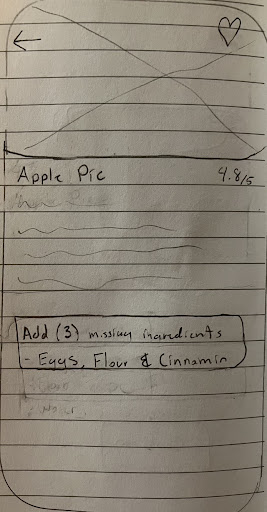 Apple Pie 4.8/5
Add (3) missing ingredients
- Eggs, Flour & Cinnamin